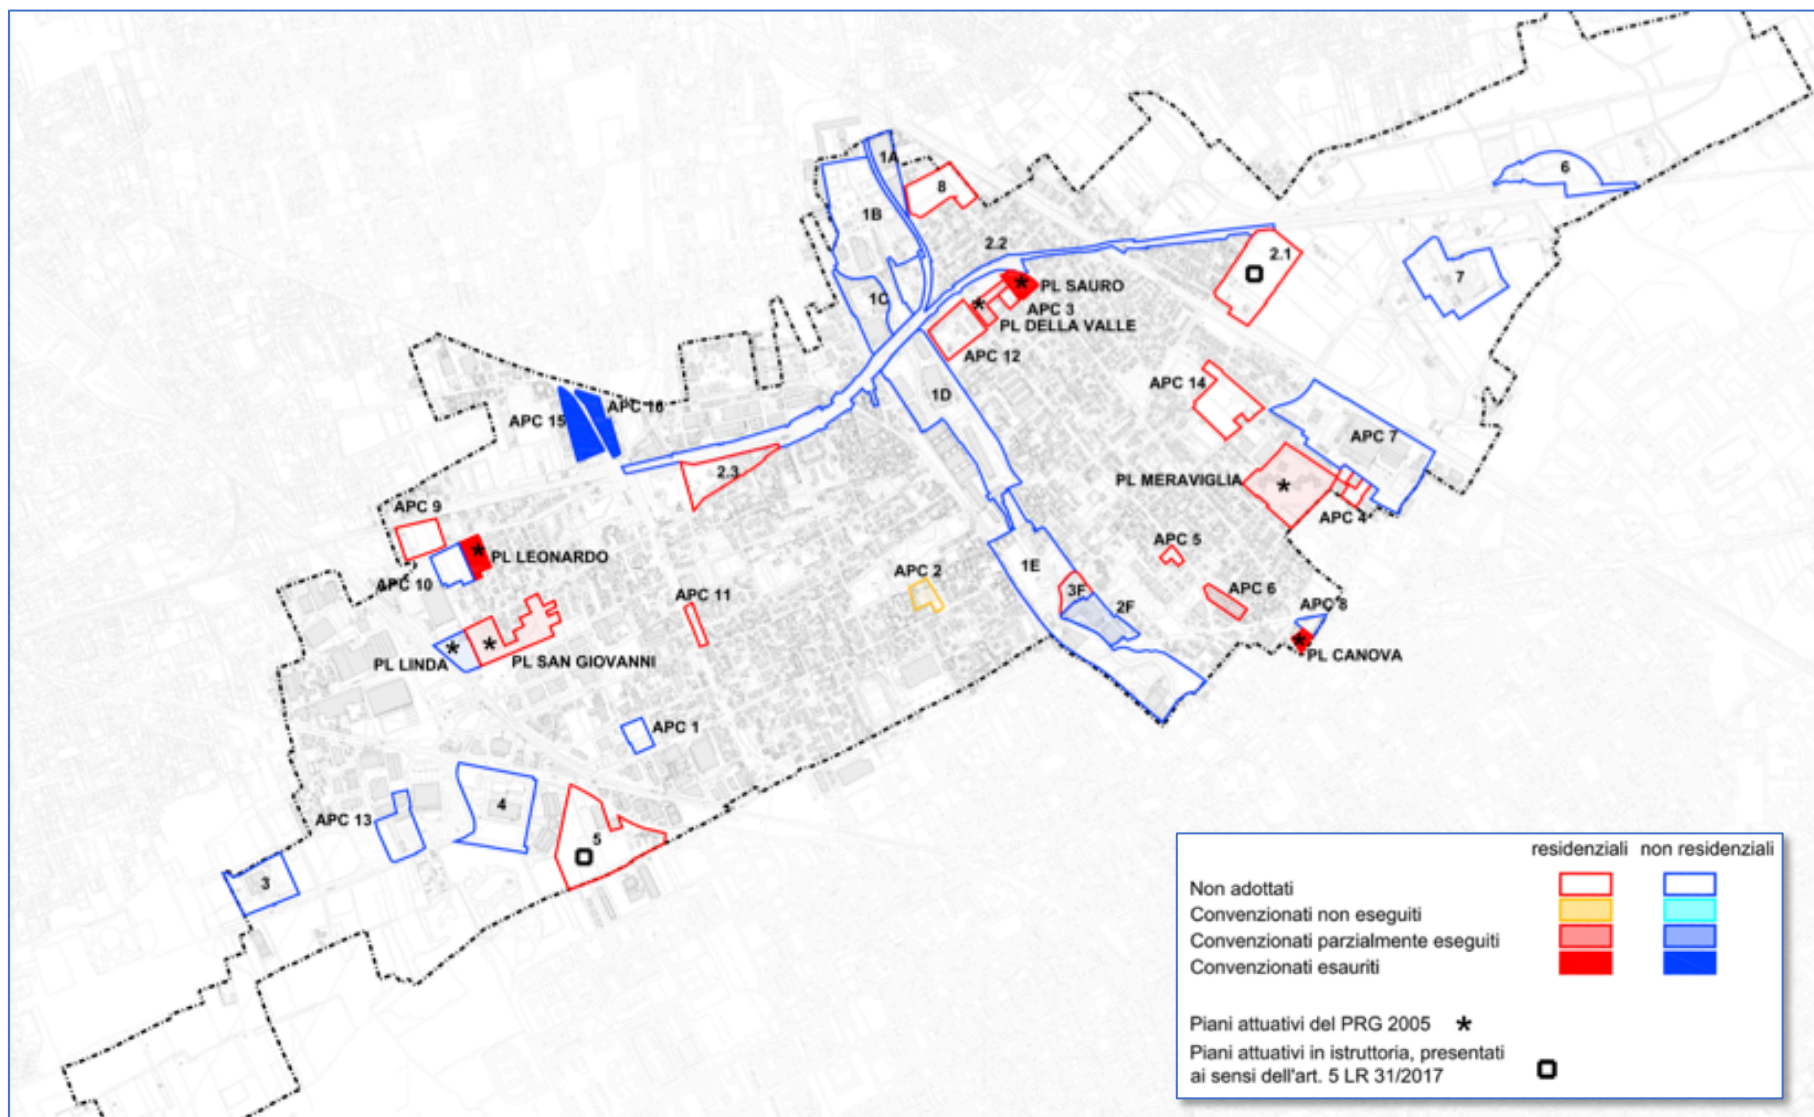 1A
8
6
1B
2.2
2.1
7
1C
PL SAURO
APC 3
PL DELLA VALLE
APC 12
APC 14
1D
APC 16
APC 15
APC 7
2.3
PL MERAVIGLIA
APC 4
APC 9
PL LEONARDO
APC 10
APC 5
1E
APC 2
3F
2F
APC 6
APC 11
APC 8
PL LINDA
PL SAN GIOVANNI
PL CANOVA
APC 1
4
APC 13
5
3
residenziali non residenziali
Non adottati
Convenzionati non eseguiti
Convenzionati parzialmente eseguiti
Convenzionati esauriti
Piani attuativi del PRG 2005 *
Piani attuativi in istruttoria, presentati
ai sensi dell'art. 5 LR 31/2017